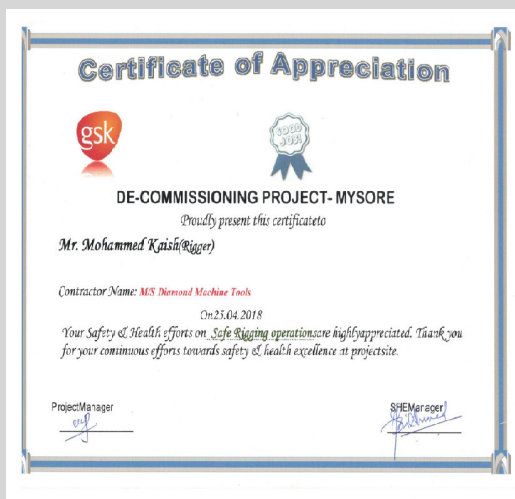 Certificate of Appreciation
gsk
GOOD
JOB!
DE-COMMISSIONING PROJECT- MYSORE
Proudly present this certificateto
Mr. Mohammed Kaish(Rigger)
Contractor Name: M/S Diamond Machine Tools
On25.04.2018
Your Safety & Health efforts on Safe Rigging operationsare highlyappreciated. Thank you
for your continuous efforts towards safety & health excellence at projectsite.
ProjectManager
SHEManager